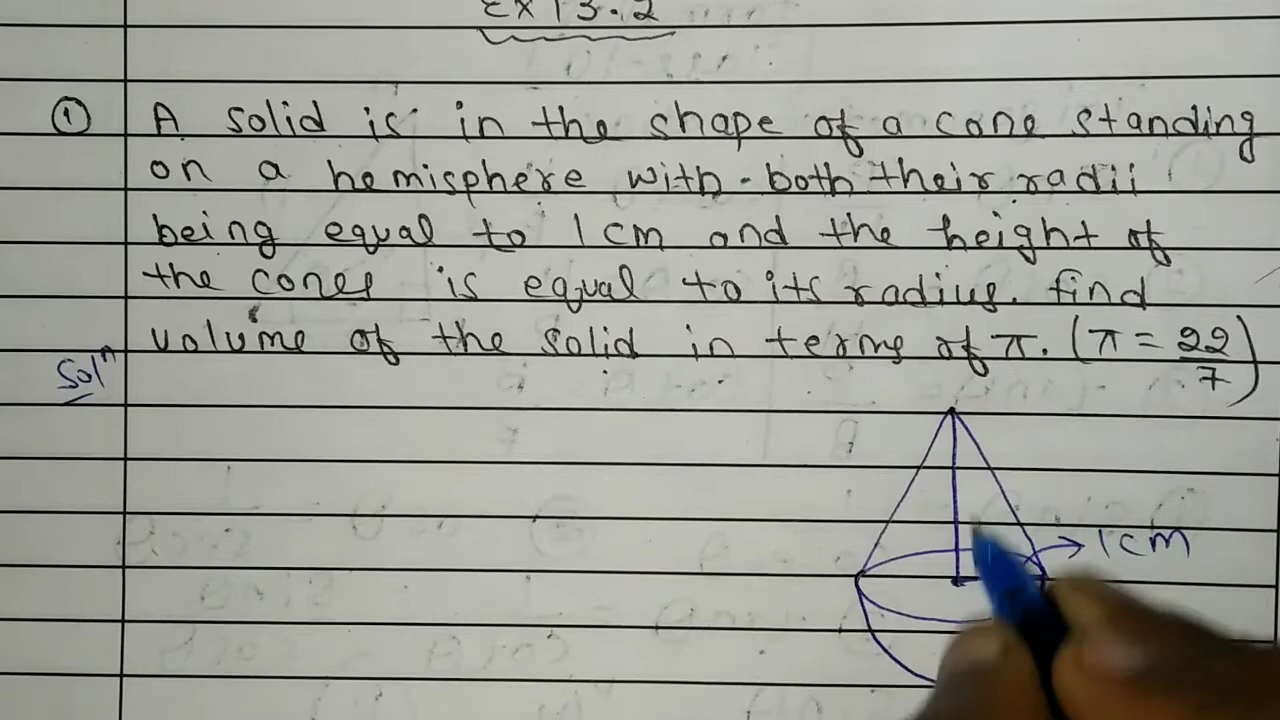 Ex 13.2
① A solid is in the shape of a cone standing
on a hemisphere with both their radii
being equal to 1 cm and the height of
the cones is equal to its radius. find
volume of the solid in terms of π. (π = 22/7)
Solⁿ
1cm